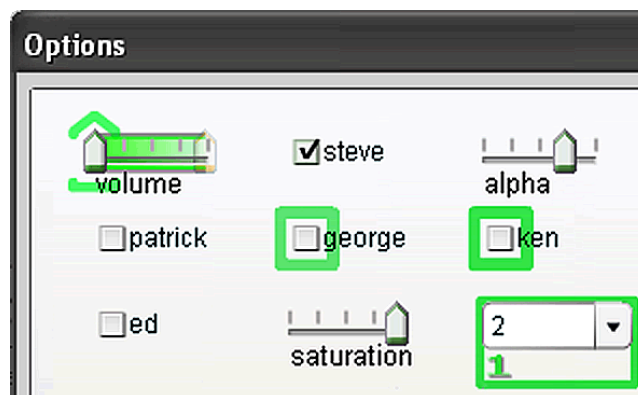 Options
volume
steve
alpha
patrick
george
ken
ed
saturation
2
1